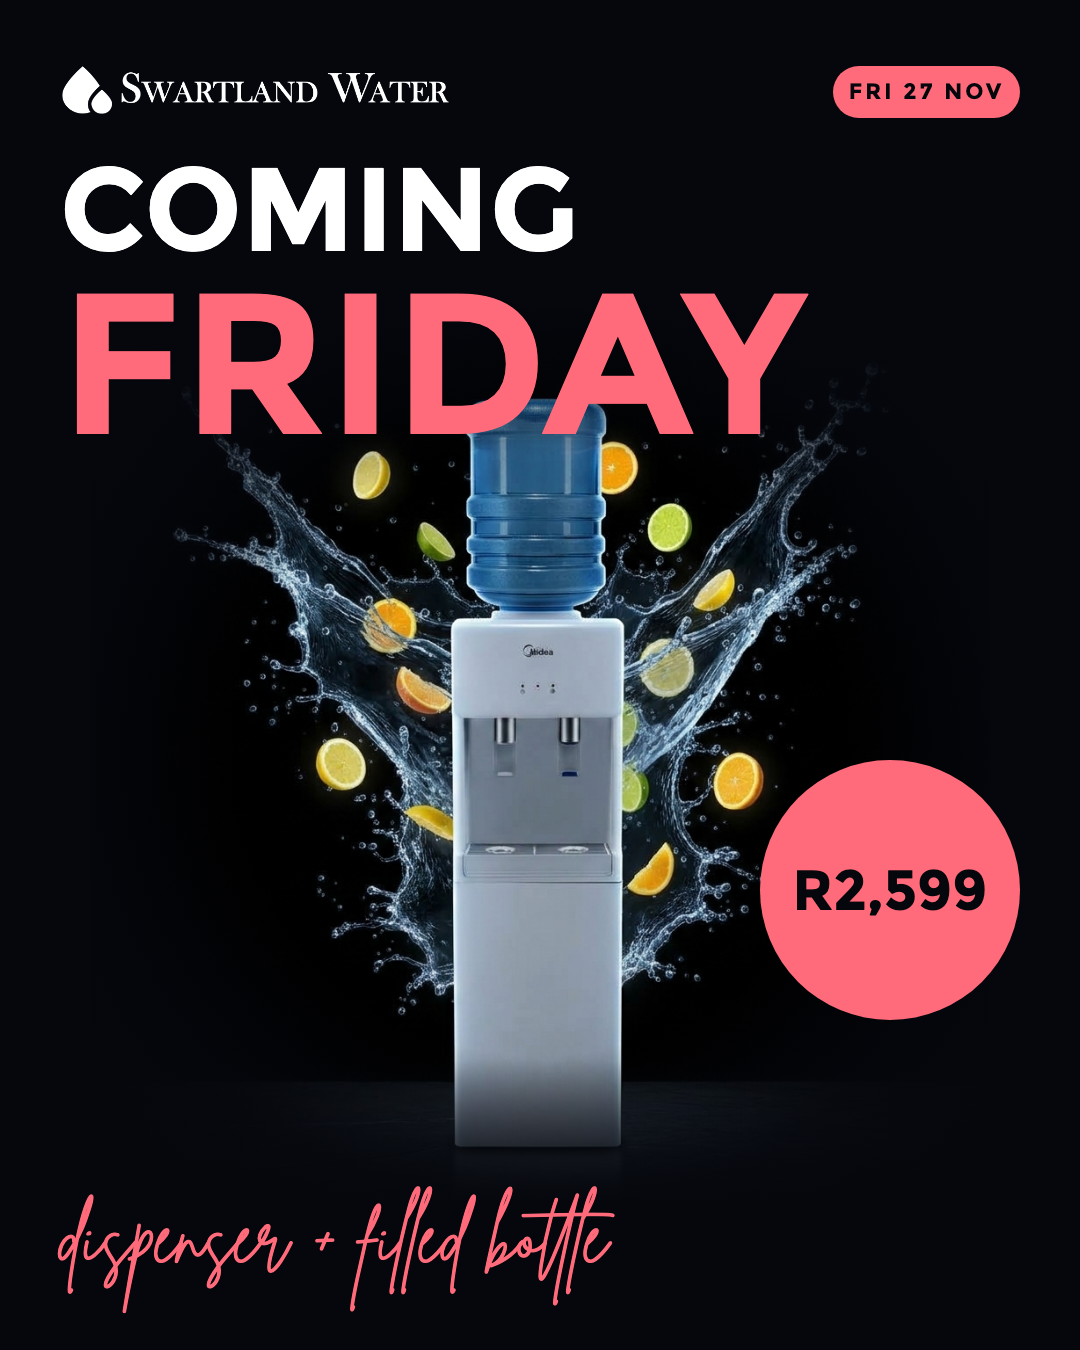 Swartland Water
FRI 27 NOV
COMING
FRIDAY
Midea
R2,599
dispenser + filled bottle